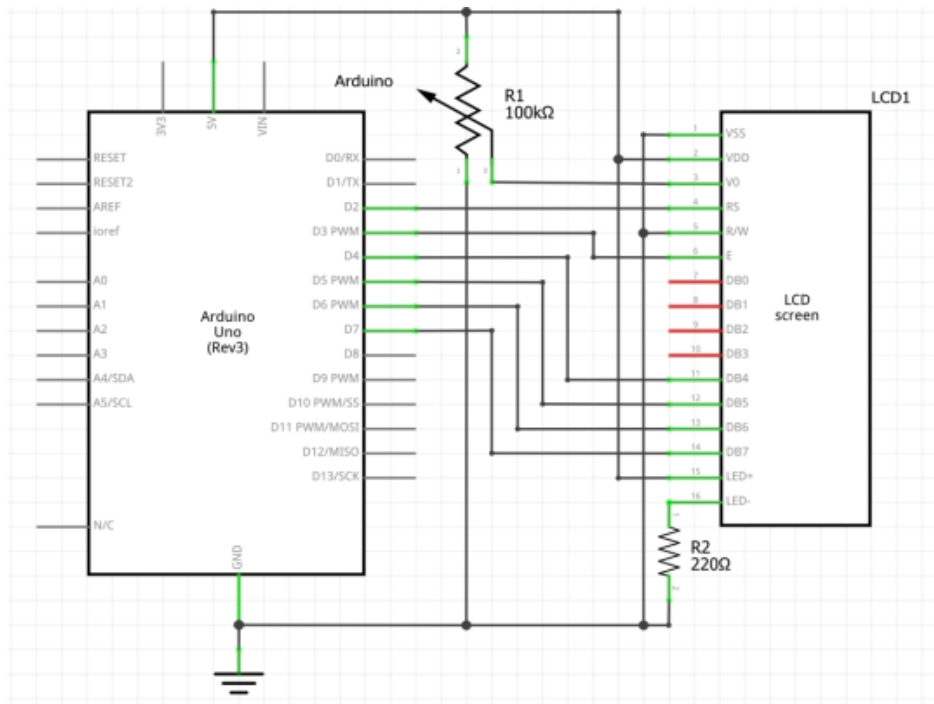 Arduino
R1
100kΩ
LCD1
3V3
5V
VIN
RESET
RESET2
AREF
ioref
A0
A1
A2
A3
A4/SDA
A5/SCL
N/C
Arduino
Uno
(Rev3)
D0/RX
D1/TX
D2
D3 PWM
D4
D5 PWM
D6 PWM
D7
D8
D9 PWM
D10 PWM/SS
D11 PWM/MOSI
D12/MISO
D13/SCK
GND
2
1
3
1 VSS
2 VDD
3 V0
4 RS
5 R/W
6 E
7 DB0
8 DB1
9 DB2
10 DB3
11 DB4
12 DB5
13 DB6
14 DB7
15 LED+
16 LED-
LCD
screen
1
R2
220Ω
2